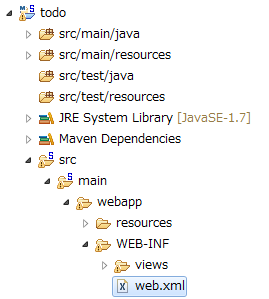 todo
src/main/java
src/main/resources
src/test/java
src/test/resources
JRE System Library [JavaSE-1.7]
Maven Dependencies
src
main
webapp
resources
WEB-INF
views
web.xml